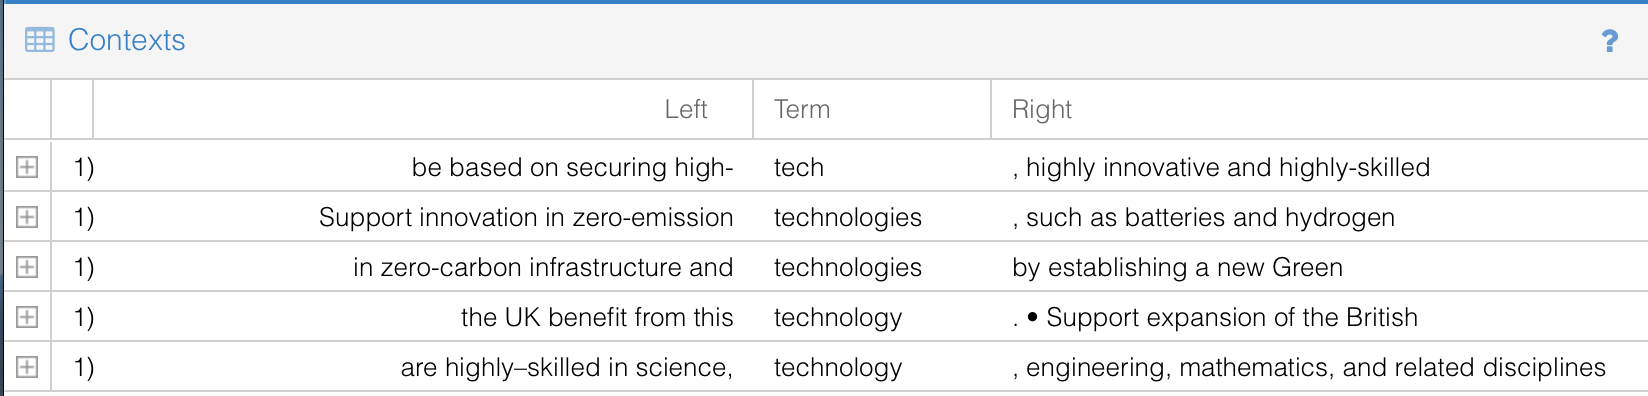 Contexts ?
Left Term Right
1) be based on securing high- tech , highly innovative and highly-skilled
1) Support innovation in zero-emission technologies , such as batteries and hydrogen
1) in zero-carbon infrastructure and technologies by establishing a new Green
1) the UK benefit from this technology . • Support expansion of the British
1) are highly–skilled in science, technology , engineering, mathematics, and related disciplines